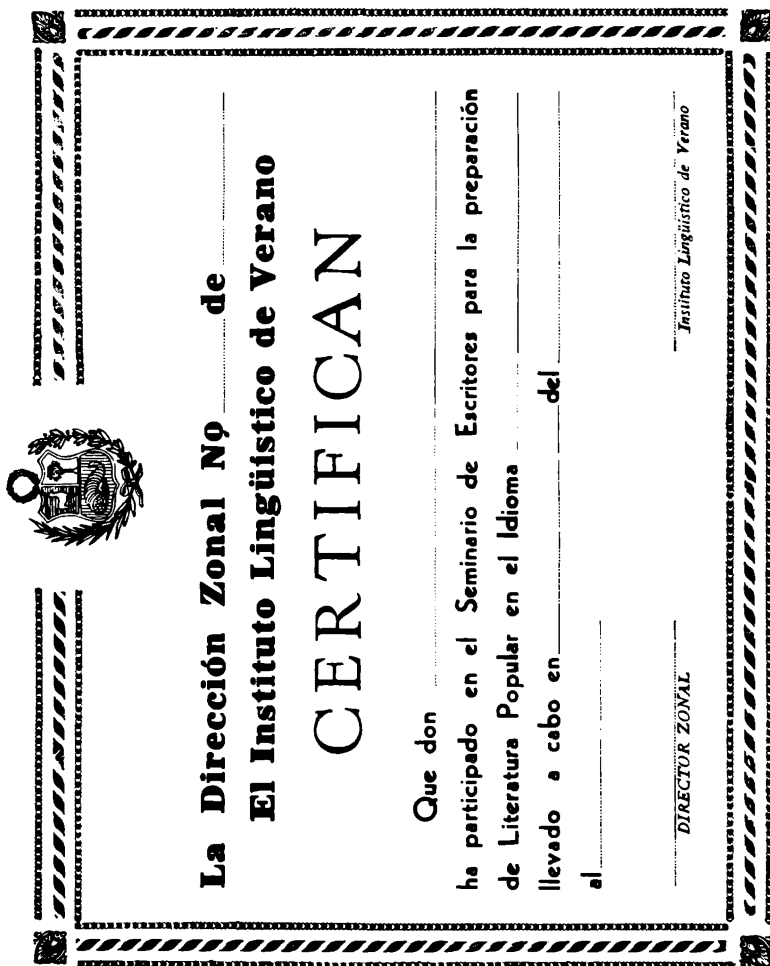 La Dirección Zonal Nọ de
El Instituto Lingüístico de Verano
CERTIFICAN
Que don
ha participado en el Seminario de Escritores para la preparación
de Literatura Popular en el Idioma
llevado a cabo en del
al
DIRECTOR ZONAL Instituto Lingüístico de Verano